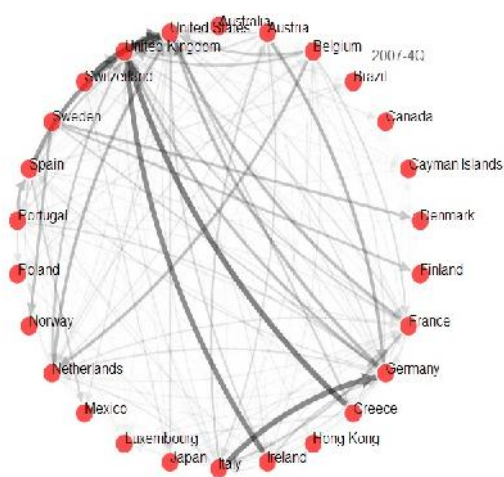 Australia
United States
Austria
United Kingdom
Belgium
2007-4Q
Switzerland
Brazil
Sweden
Canada
Spain
Cayman Islands
Portugal
Denmark
Poland
Finland
Norway
France
Netherlands
Germany
Mexico
Greece
Luxembourg
Hong Kong
Japan
Italy
Ireland